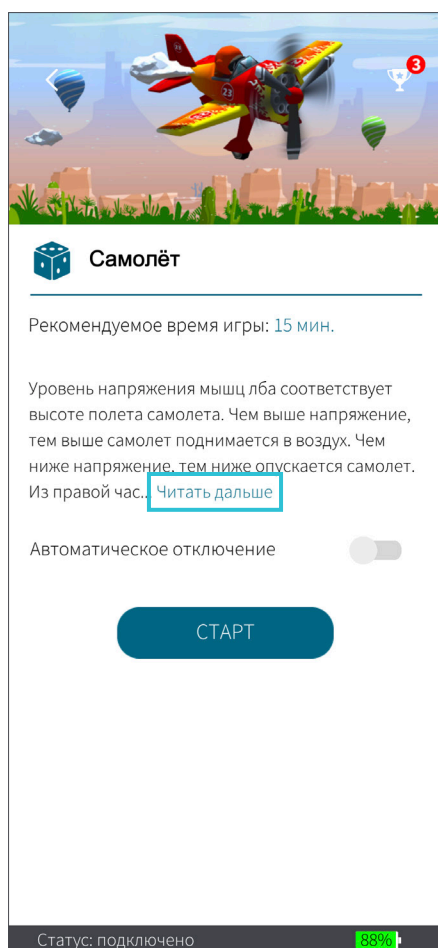 3
23
Самолёт
Рекомендуемое время игры: 15 мин.
Уровень напряжения мышц лба соответствует
высоте полета самолета. Чем выше напряжение,
тем выше самолет поднимается в воздух. Чем
ниже напряжение, тем ниже опускается самолет.
Из правой час... Читать дальше
Автоматическое отключение
СТАРТ
Статус: подключено 88%